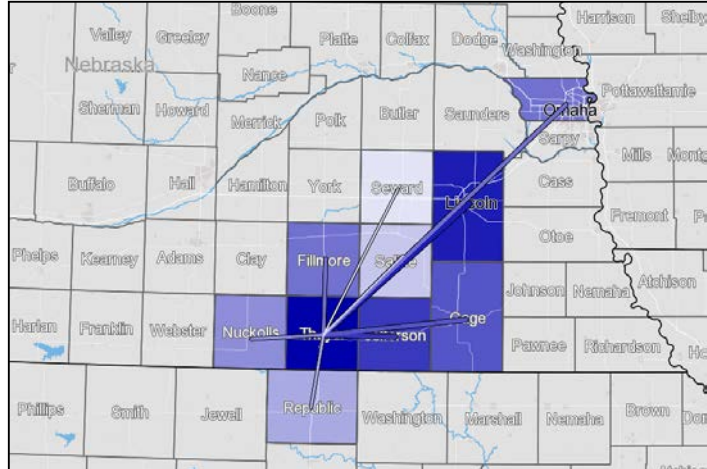 Boone
Harrison
Shelby
Valley
Greeley
Platte
Colfax
Dodge
Washington
Nebraska
Nance
Pottawattamie
Sherman
Howard
Merrick
Polk
Butler
Saunders
Omaha
Sarpy
Mills
Montg
Buffalo
Hall
Hamilton
York
Seward
Lincoln
Cass
Fremont
Otoe
Phelps
Kearney
Adams
Clay
Fillmore
Saline
Johnson
Nemaha
Atchison
Harlan
Franklin
Webster
Nuckolls
Gage
Pawnee
Richardson
Phillips
Smith
Jewell
Republic
Washington
Marshall
Nemaha
Brown